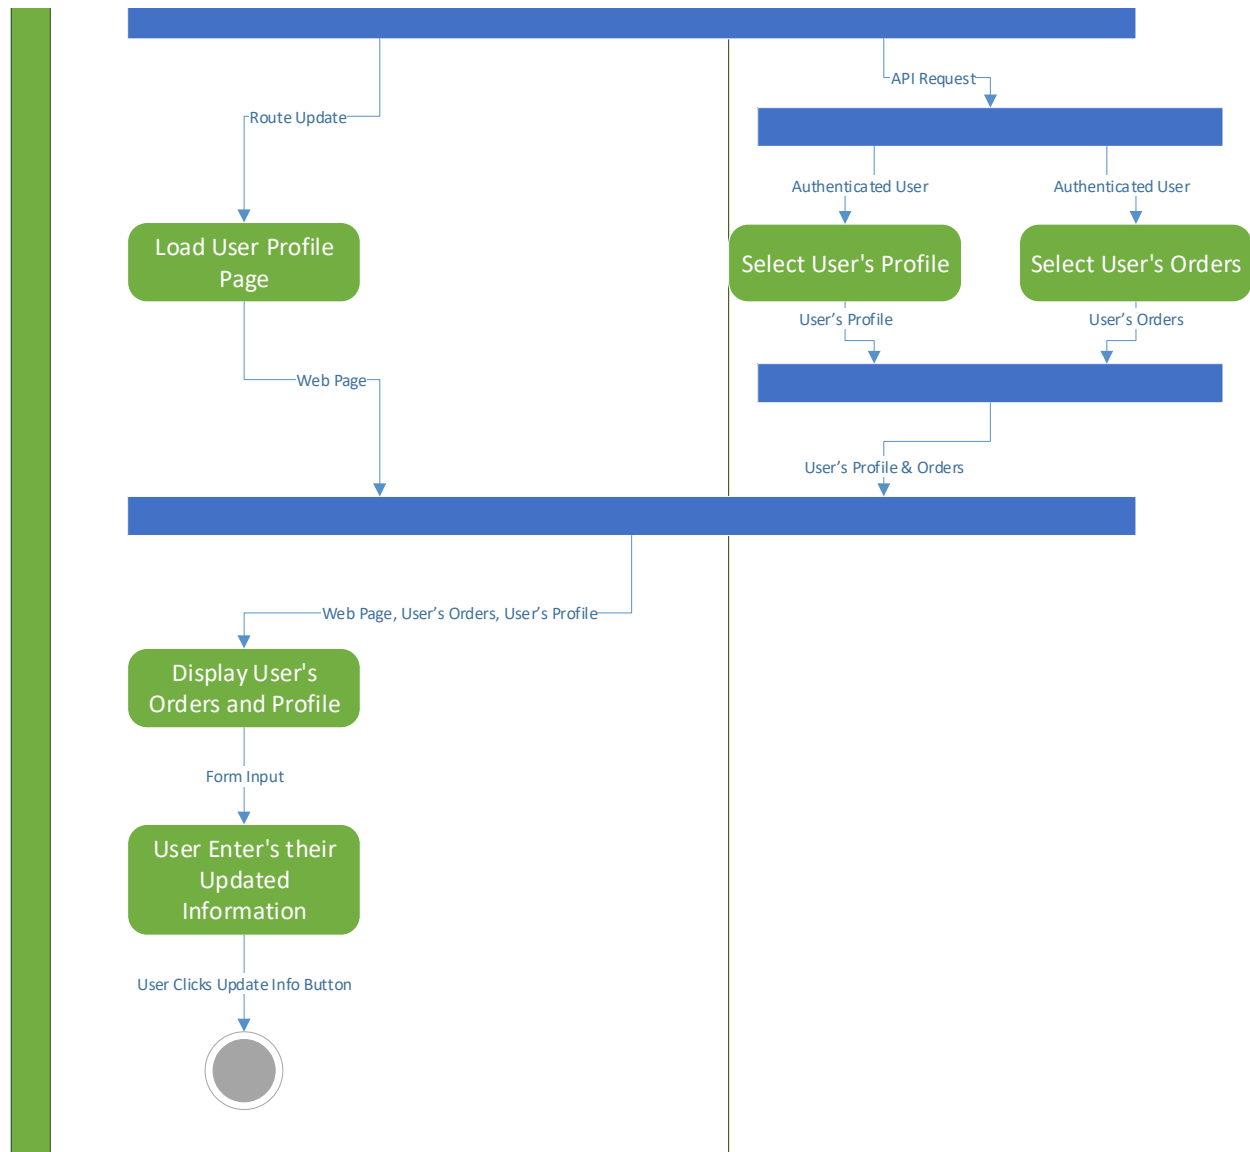 API Request
Route Update
Authenticated User
Authenticated User
Load User Profile
Page
Select User's Profile
Select User's Orders
User’s Profile
User’s Orders
Web Page
User’s Profile & Orders
Web Page, User’s Orders, User’s Profile
Display User's
Orders and Profile
Form Input
User Enter's their
Updated
Information
User Clicks Update Info Button